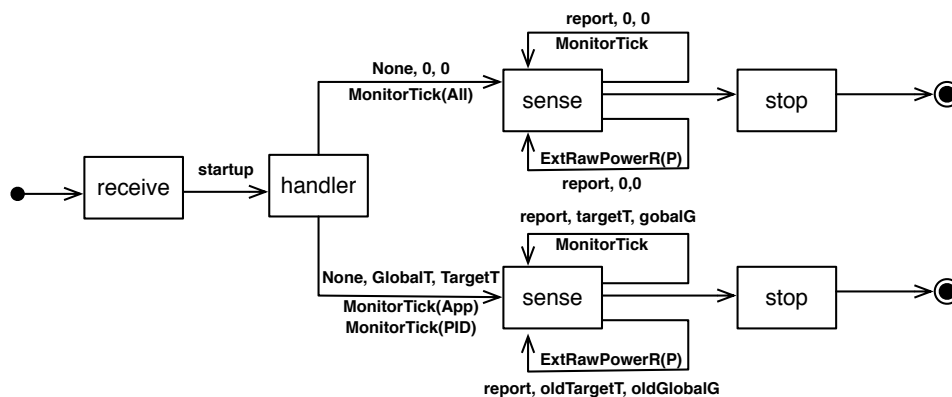 report, 0, 0
MonitorTick
None, 0, 0
MonitorTick(All)
sense
stop
ExtRawPowerR(P)
report, 0,0
receive
startup
handler
report, targetT, gobalG
MonitorTick
None, GlobalT, TargetT
MonitorTick(App)
MonitorTick(PID)
sense
stop
ExtRawPowerR(P)
report, oldTargetT, oldGlobalG